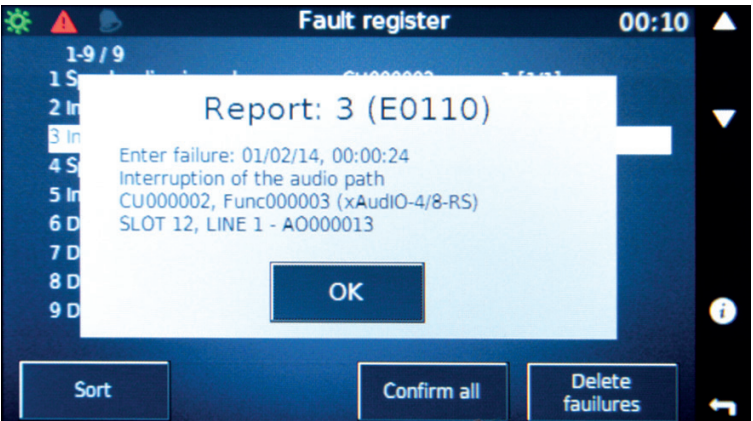 Fault register
00:10
1-9 / 9
1 S
2 In
Report: 3 (E0110)
3 In
Enter failure: 01/02/14, 00:00:24
4 S
Interruption of the audio path
5 In
CU000002, Func000003 (xAudIO-4/8-RS)
6 D
SLOT 12, LINE 1 - AO000013
7 D
8 D
OK
9 D
Sort
Confirm all
Delete
fauilures